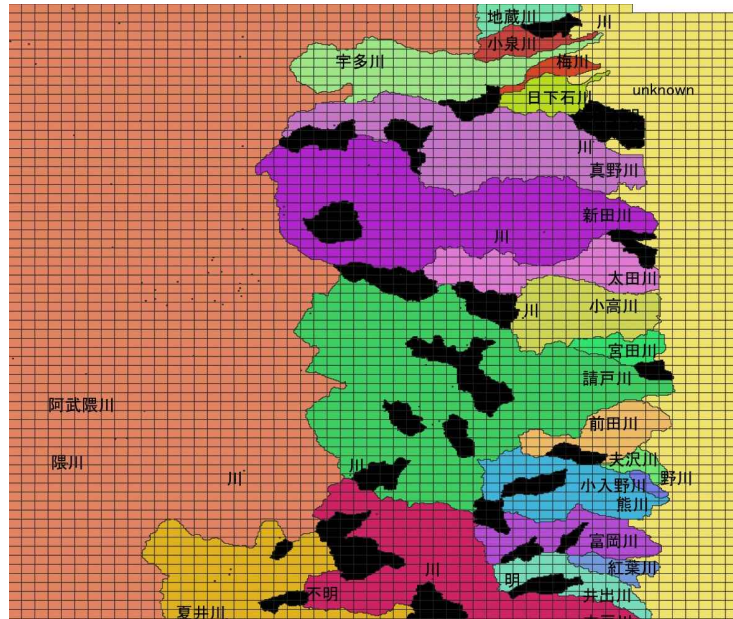 地蔵川
川
小泉川
宇多川
梅川
unknown
日下石川
川
真野川
新田川
川
太田川
小高川
川
宮田川
請戸川
阿武隈川
前田川
夫沢川
隈川
川
川
野川
小入野川
熊川
富岡川
川
紅葉川
明
不明
井出川
夏井川